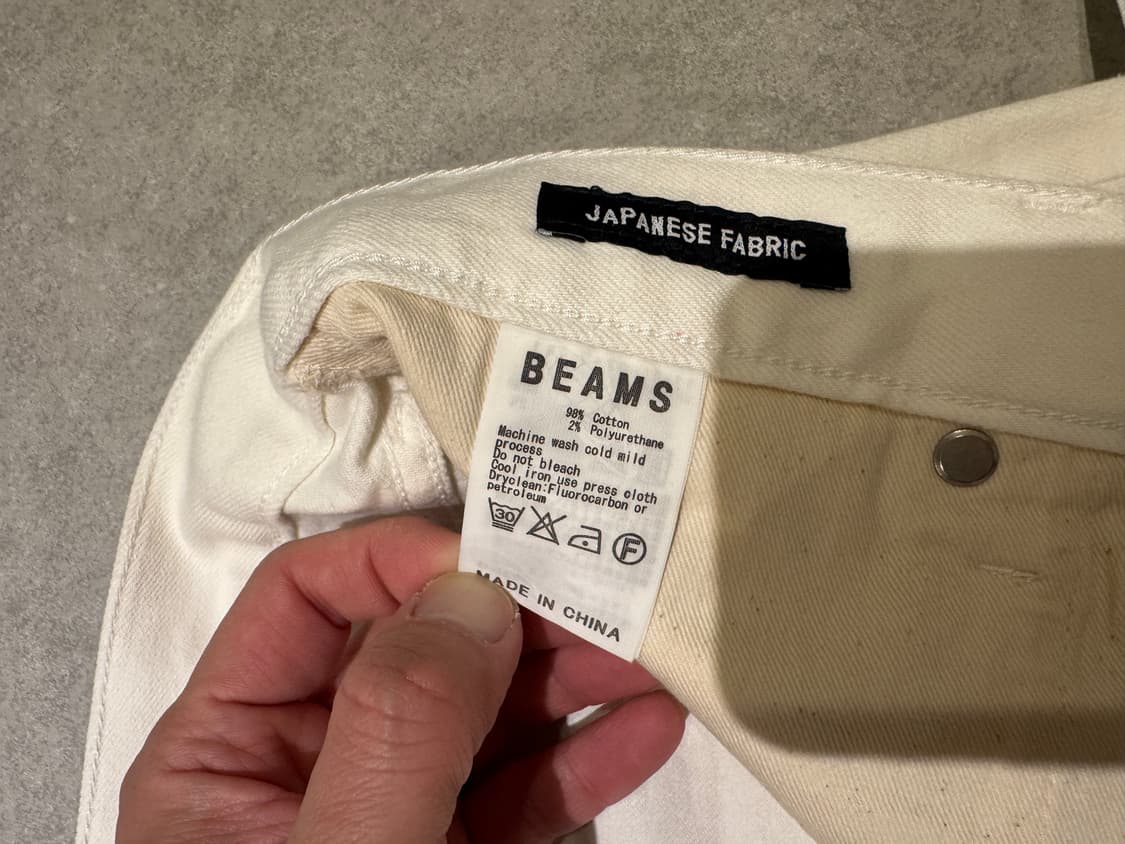 JAPANESE FABRIC
BEAMS
98% Cotton
2% Polyurethane
Machine wash cold mild
process
Do not bleach
Cool iron use press cloth
Dryclean:Fluorocarbon or
petroleum
30 F
MADE IN CHINA